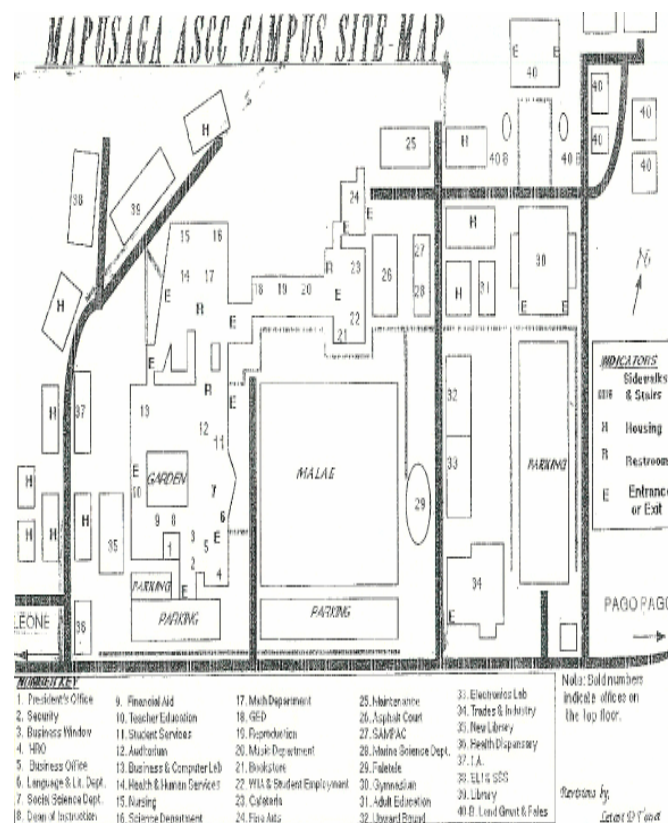 MAPUSAGA ASCC CAMPUS SITE-MAP
E E
40
40
40
H
25
H
40 B
40 B
40
40
38
39
24
E
15 16
H
E
R
23
27
14 17
18 19 20
26
30
E
R
E
E
22
28
H
31
H
E
E
21
N
E
R
E
INDICATORS
Sidewalks
& Stairs
H Housing
R Restroom
E Entrance
or Exit
H
37
13
12
11
32
MALAE
PARKING
E
GARDEN
33
H
10
7
29
9 8
6
H
H
H
35
1
3
5
E
2
4
34
PARKING
E
E
PARKING
PARKING
PAGO PAGO
LEONE
36
NUMBER KEY
1. President's Office
2. Security
3. Business Window
4. HRO
5. Business Office
6. Language & Lit. Dept.
7. Social Science Dept.
8. Dean of Instruction
9. Financial Aid
10. Teacher Education
11. Student Services
12. Auditorium
13. Business & Computer Lab
14. Health & Human Services
15. Nursing
16. Science Department
17. Math Department
18. GED
19. Reproduction
20. Music Department
21. Bookstore
22. WIA & Student Employment
23. Cafeteria
24. Fine Arts
25. Maintenance
26. Asphalt Court
27. SAMPAC
28. Marine Science Dept.
29. Faletele
30. Gymnasium
31. Adult Education
32. Upward Bound
33. Electronics Lab
34. Trades & Industry
35. New Library
36. Health Dispensary
37. I.A.
38. ELI & SSS
39. Library
40.B. Land Grant & Fales
Note: Bold numbers
indicate offices on
the top floor.
Revisions by,